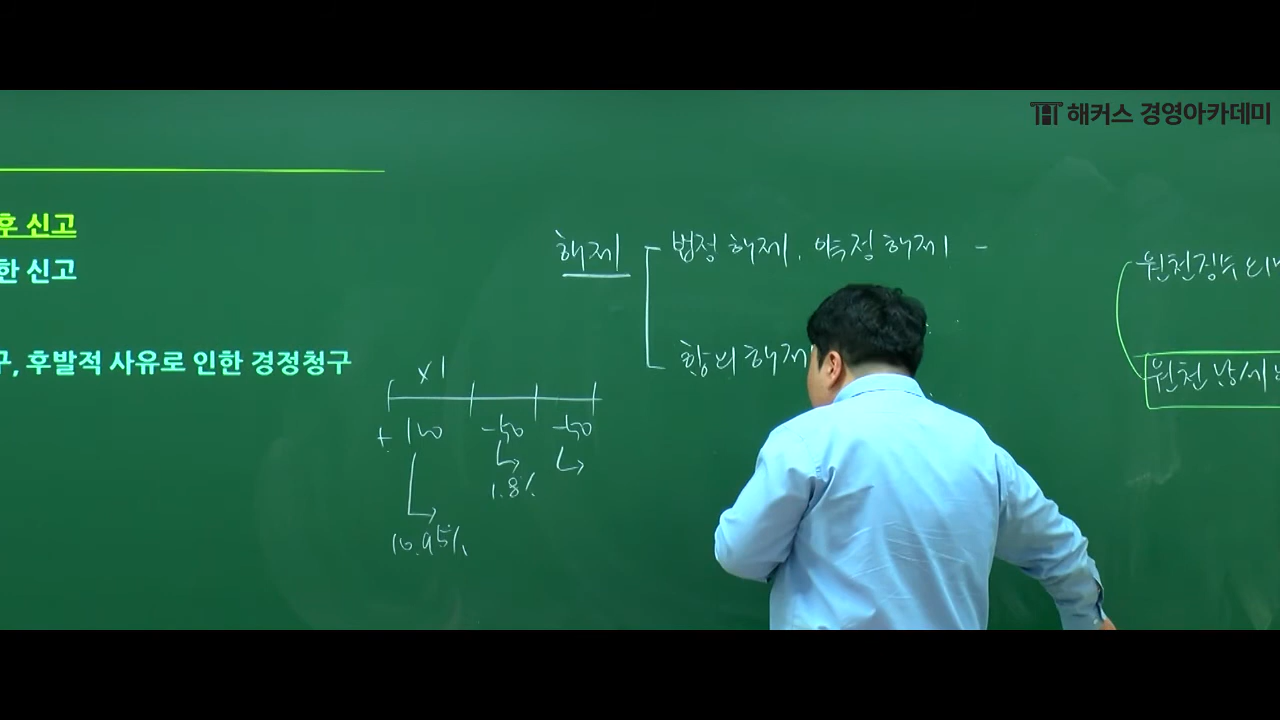 해커스 경영아카데미
후 신고
한 신고
구, 후발적 사유로 인한 경정청구
해제
법정 해제, 약정 해제 -
합의 해제
원천징수 의
원천 납세
x1
+ 100 -50 -50
1.8%
10.95%